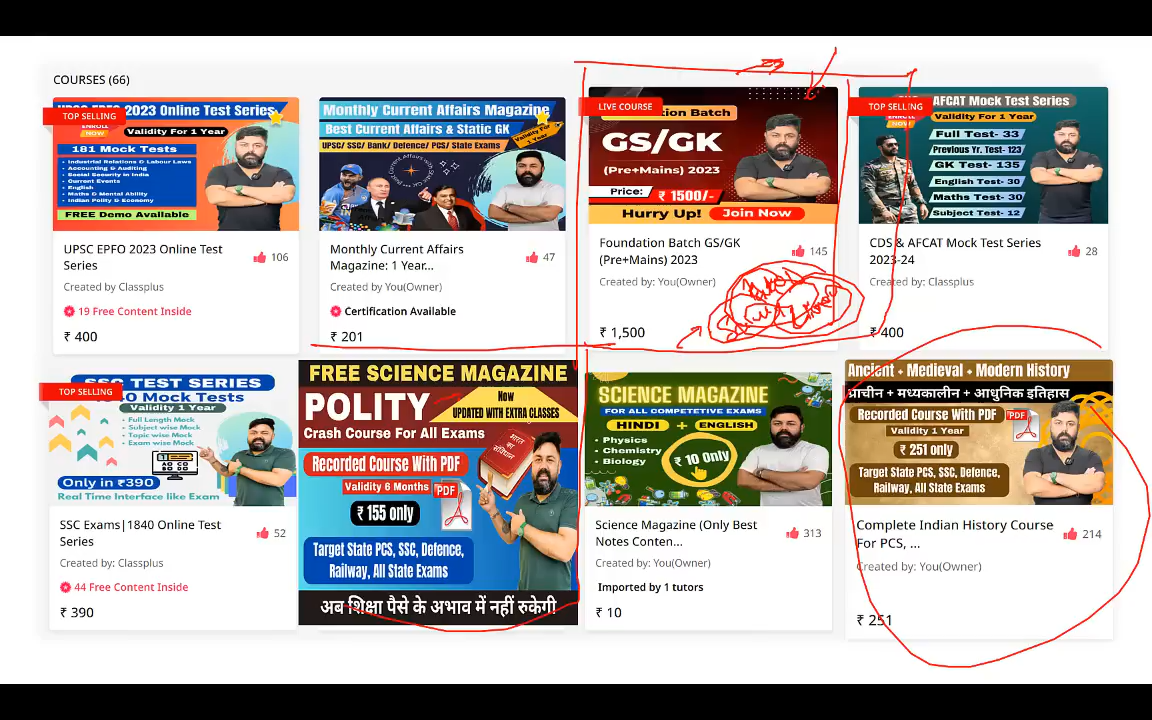 COURSES (66)
TOP SELLING
UPSC EPFO 2023 Online Test Series
ENROLL
NOW
Validity For 1 Year
181 Mock Tests
• Industrial Relations & Labour Laws
• Accounting & Auditing
• Social Security in India
• Current Events
• English
• Maths & Mental Ability
• Indian Polity & Economy
FREE Demo Available
UPSC EPFO 2023 Online Test
Series
106
Created by Classplus
19 Free Content Inside
₹ 400
Monthly Current Affairs Magazine
Best Current Affairs & Static GK
Validity For
1 Year
UPSC/ SSC/ Bank/ Defence/ PCS/ State Exams
Monthly Current Affairs
Magazine: 1 Year...
47
Created by You(Owner)
Certification Available
₹ 201
LIVE COURSE
Foundation Batch
GS/GK
(Pre+Mains) 2023
Price:
₹ 1500/-
Hurry Up!
Join Now
Foundation Batch GS/GK
(Pre+Mains) 2023
145
Created by: You(Owner)
₹ 1,500
TOP SELLING
AFCAT Mock Test Series
ENROLL
NOW
Validity For 1 Year
Full Test- 33
Previous Yr. Test-123
GK Test- 135
English Test- 30
Maths Test- 30
Subject Test- 12
CDS & AFCAT Mock Test Series
2023-24
28
Created by: Classplus
₹ 400
TOP SELLING
SSC TEST SERIES
Mock Tests
Validity 1 Year
• Full Length Mock
• Subject wise Mock
• Topic wise Mock
• Exam wise Mock
Only in ₹390
Real Time Interface like Exam
SSC Exams|1840 Online Test
Series
52
Created by: Classplus
44 Free Content Inside
₹ 390
FREE SCIENCE MAGAZINE
POLITY
Now
UPDATED WITH EXTRA CLASSES
Crash Course For All Exams
Recorded Course With PDF
Validity 6 Months
PDF
₹ 155 only
Target State PCS, SSC, Defence,
Railway, All State Exams
भारत का
संविधान
अब शिक्षा पैसे के अभाव में नहीं रुकेगी
SCIENCE MAGAZINE
FOR ALL COMPETETIVE EXAMS
HINDI + ENGLISH
• Physics
• Chemistry
• Biology
₹ 10 Only
Science Magazine (Only Best
Notes Conten...
313
Created by: You(Owner)
Imported by 1 tutors
₹ 10
Ancient + Medieval + Modern History
प्राचीन + मध्यकालीन + आधुनिक इतिहास
Recorded Course With PDF
PDF
Validity 1 Year
₹ 251 only
Target State PCS, SSC, Defence,
Railway, All State Exams
Complete Indian History Course
For PCS, ...
214
Created by: You(Owner)
₹ 251